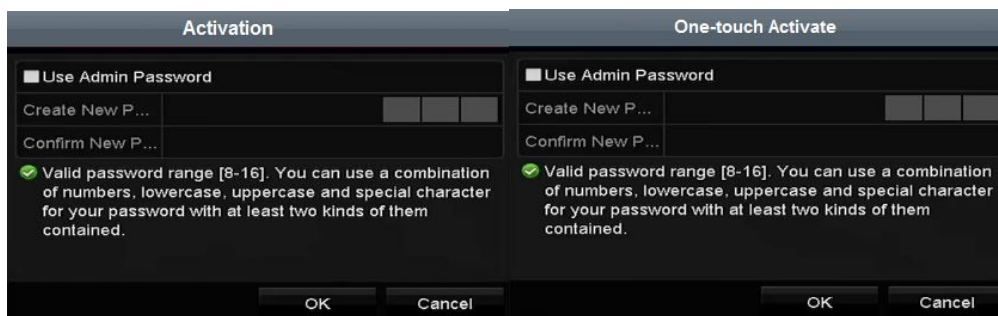 Activation
Use Admin Password
Create New P...
Confirm New P...
Valid password range [8-16]. You can use a combination
of numbers, lowercase, uppercase and special character
for your password with at least two kinds of them
contained.
OK Cancel
One-touch Activate
Use Admin Password
Create New P...
Confirm New P...
Valid password range [8-16]. You can use a combination
of numbers, lowercase, uppercase and special character
for your password with at least two kinds of them
contained.
OK Cancel